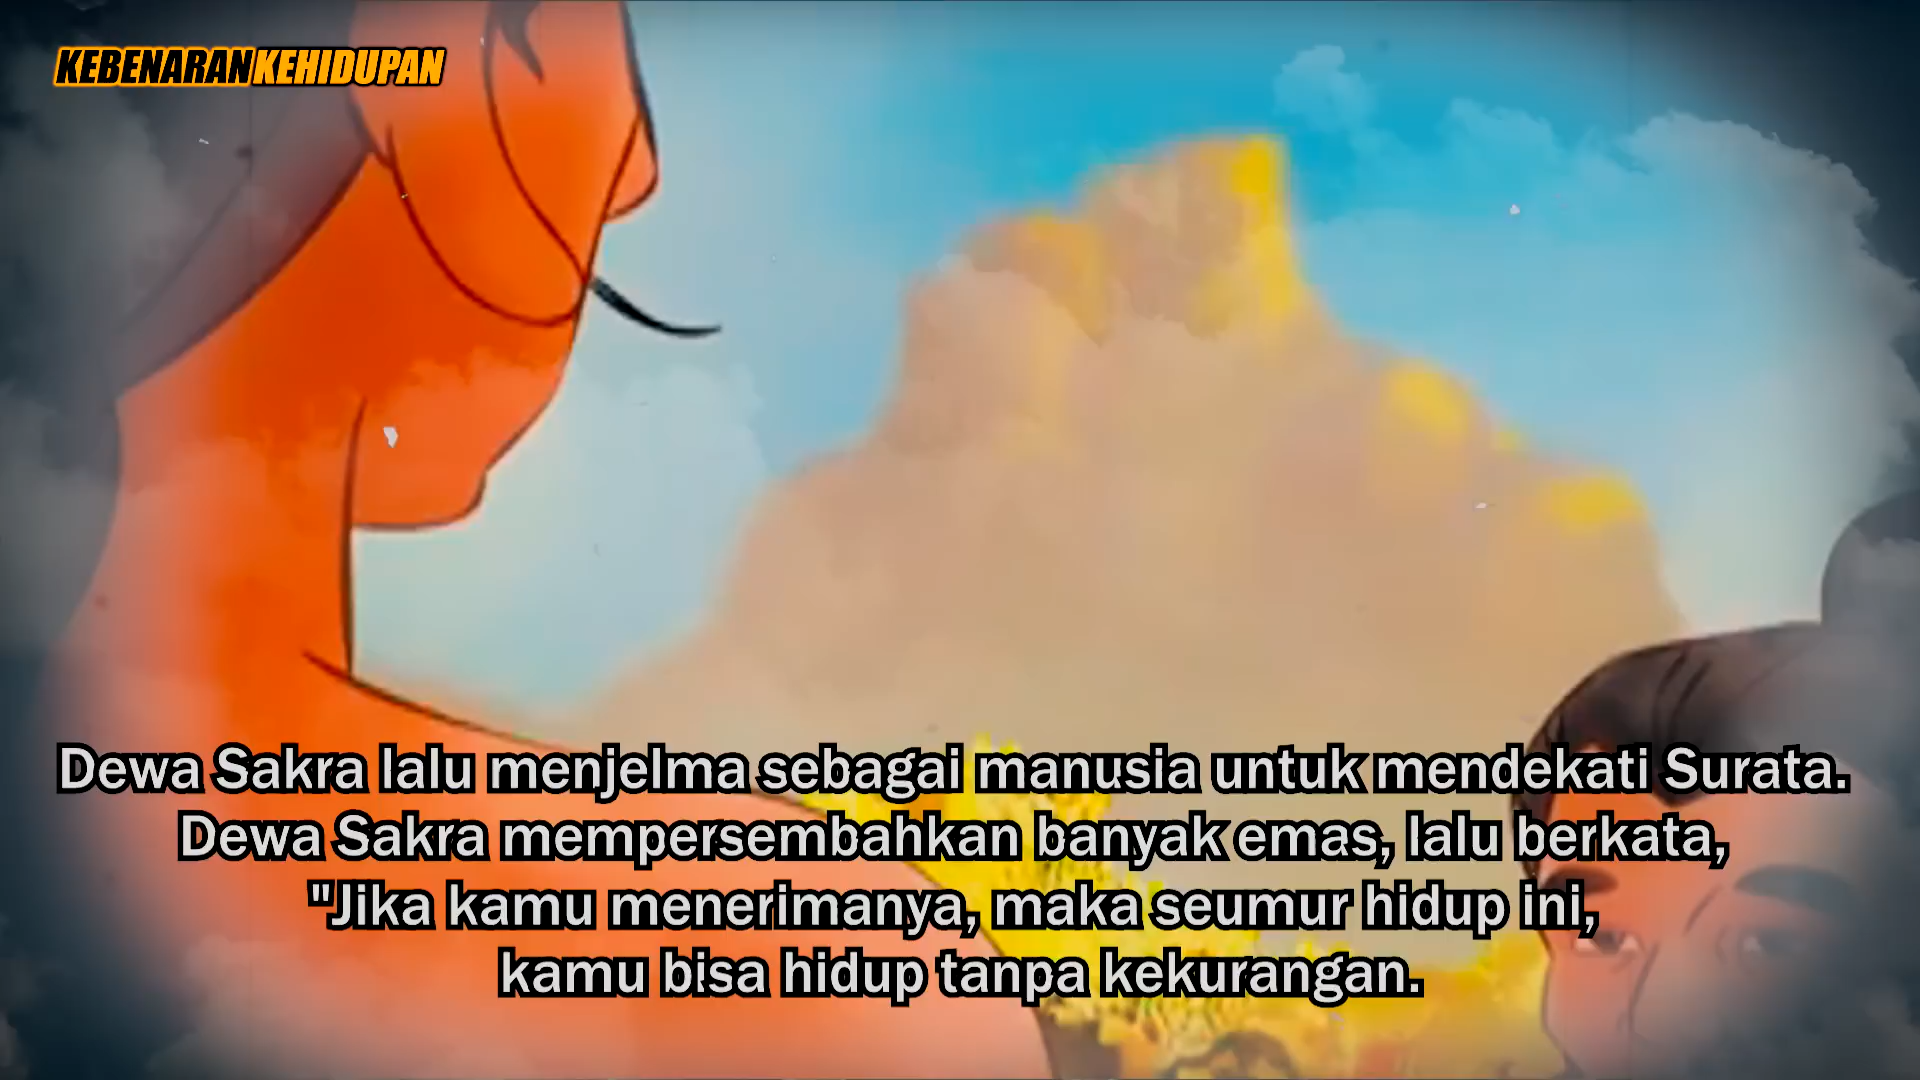 KEBENARANKEHIDUPAN
Dewa Sakra lalu menjelma sebagai manusia untuk mendekati Surata.
Dewa Sakra mempersembahkan banyak emas, lalu berkata,
"Jika kamu menerimanya, maka seumur hidup ini,
kamu bisa hidup tanpa kekurangan.